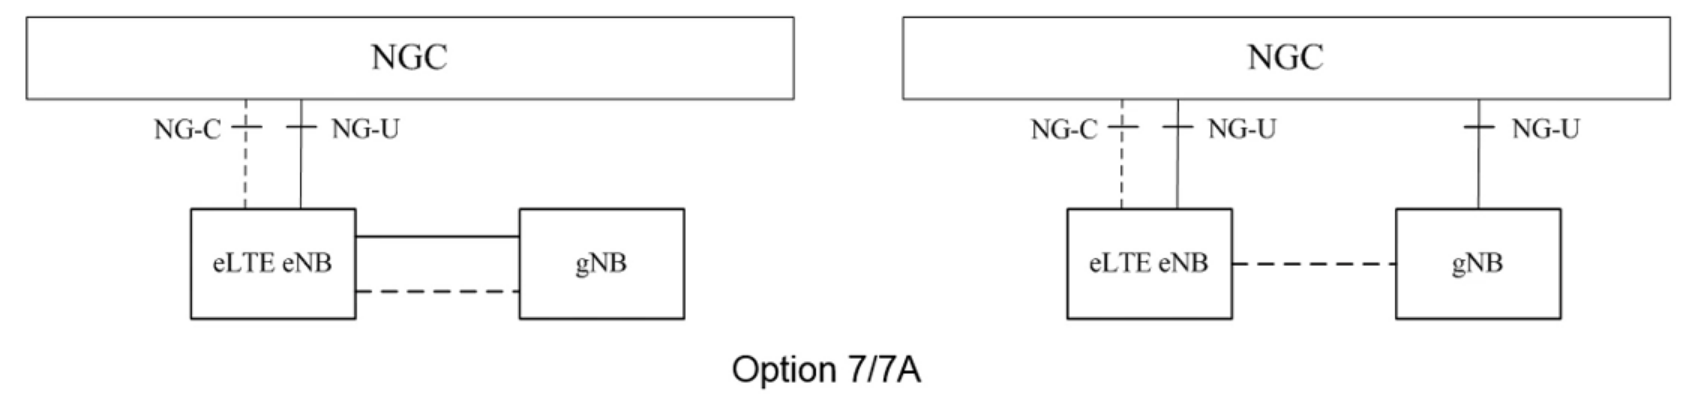 NGC
NGC
NG-C
NG-U
NG-C
NG-U
NG-U
eLTE eNB
gNB
eLTE eNB
gNB
Option 7/7A